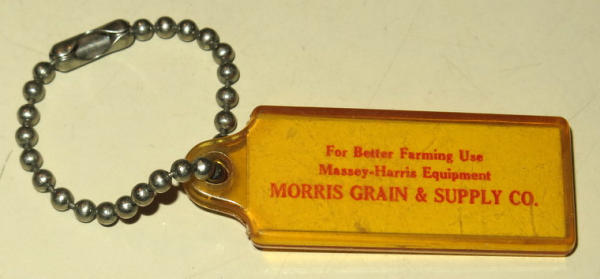 For Better Farming Use
Massey-Harris Equipment
MORRIS GRAIN & SUPPLY CO.